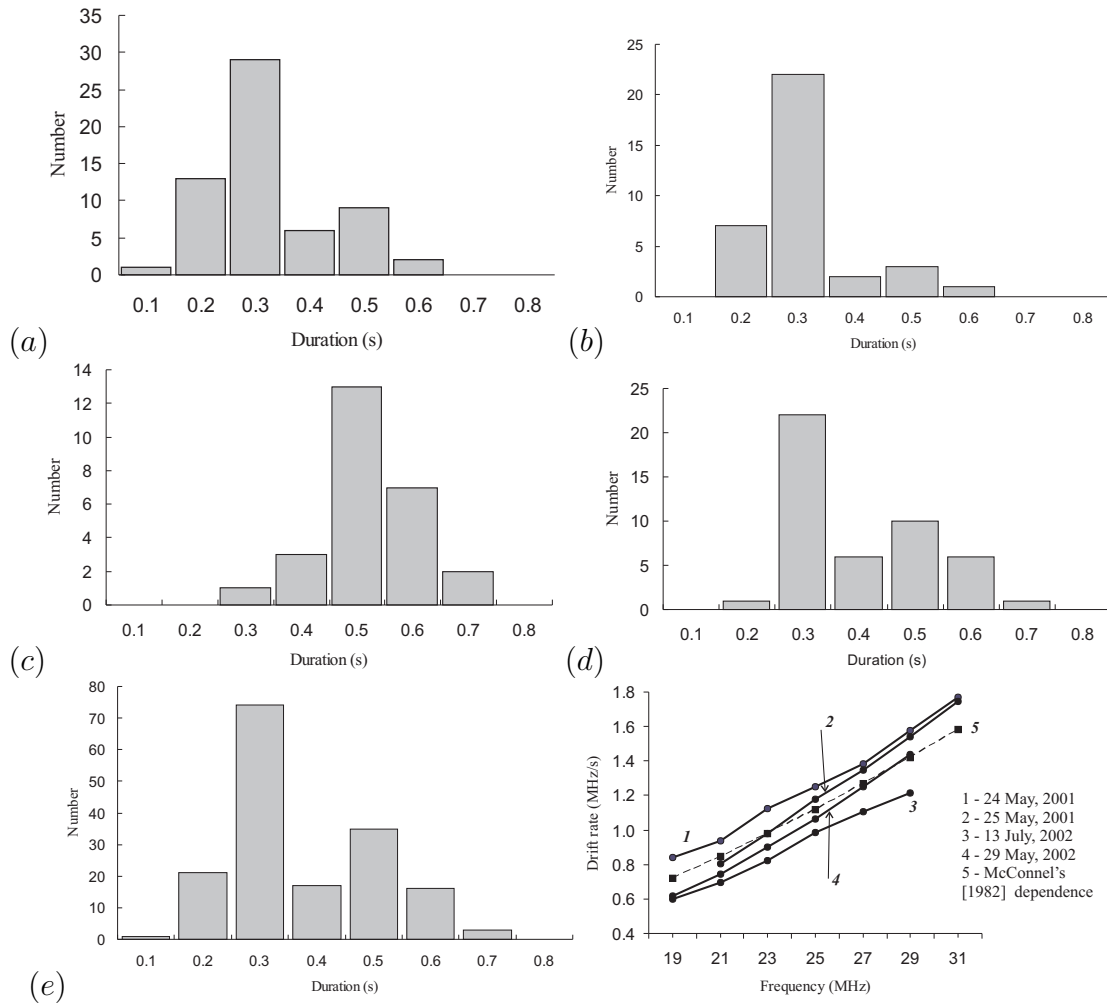 35
30
25
20
15
10
5
0
Number
0.1 0.2 0.3 0.4 0.5 0.6 0.7 0.8
Duration (s)
(a)
25
20
15
10
5
0
Number
0.1 0.2 0.3 0.4 0.5 0.6 0.7 0.8
Duration (s)
(b)
14
12
10
8
6
4
2
0
Number
0.1 0.2 0.3 0.4 0.5 0.6 0.7 0.8
Duration (s)
(c)
25
20
15
10
5
0
Number
0.1 0.2 0.3 0.4 0.5 0.6 0.7 0.8
Duration (s)
(d)
80
70
60
50
40
30
20
10
0
Number
0.1 0.2 0.3 0.4 0.5 0.6 0.7 0.8
Duration (s)
(e)
1.8
1.6
1.4
1.2
1.0
0.8
0.6
0.4
Drift rate (MHz/s)
2
5
1
3
4
1 - 24 May, 2001
2 - 25 May, 2001
3 - 13 July, 2002
4 - 29 May, 2002
5 - McConnel's
[1982] dependence
19 21 23 25 27 29 31
Frequency (MHz)